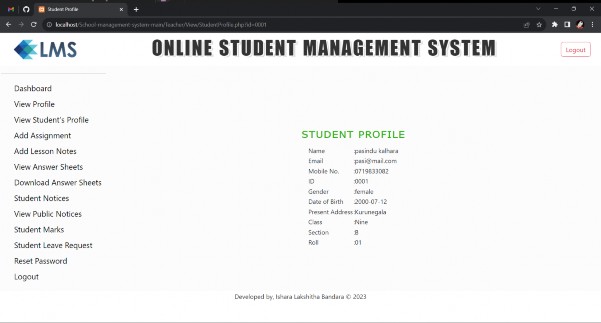 Student Profile
localhost/School-management-system-main/Teacher/View/StudentProfile.php?id=0001
LMS
ONLINE STUDENT MANAGEMENT SYSTEM
Logout
Dashboard
View Profile
View Student's Profile
Add Assignment
Add Lesson Notes
View Answer Sheets
Download Answer Sheets
Student Notices
View Public Notices
Student Marks
Student Leave Request
Reset Password
Logout
STUDENT PROFILE
Name :pasindu kalhara
Email :pasi@mail.com
Mobile No. :0719833082
ID :0001
Gender :female
Date of Birth :2000-07-12
Present Address:Kurunegala
Class :Nine
Section :B
Roll :01
Developed by, Ishara Lakshitha Bandara © 2023